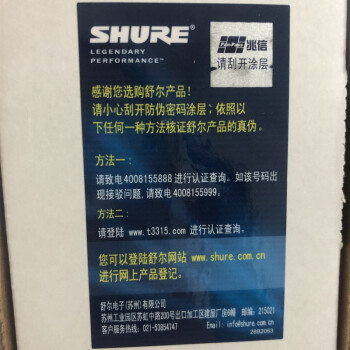 SHURE
LEGENDARY
PERFORMANCE™
兆信
请刮开涂层
感谢您选购舒尔产品！
请小心刮开防伪密码涂层；依照以
下任何一种方法核证舒尔产品的真伪。
方法一：
请致电4008155888进行认证查询。如该号码出
现接驳问题,请致电4008155999。
方法二：
请登陆 www.t3315.com 进行认证查询。
您可以登陆舒尔网站 www.shure.com.cn
进行网上产品登记。
舒尔电子(苏州)有限公司
苏州工业园区苏虹中路200号出口加工区建屋厂房6幢 邮编: 215021
客户服务热线: 021-53854747 Email: info@shure.com.cn
28B2063